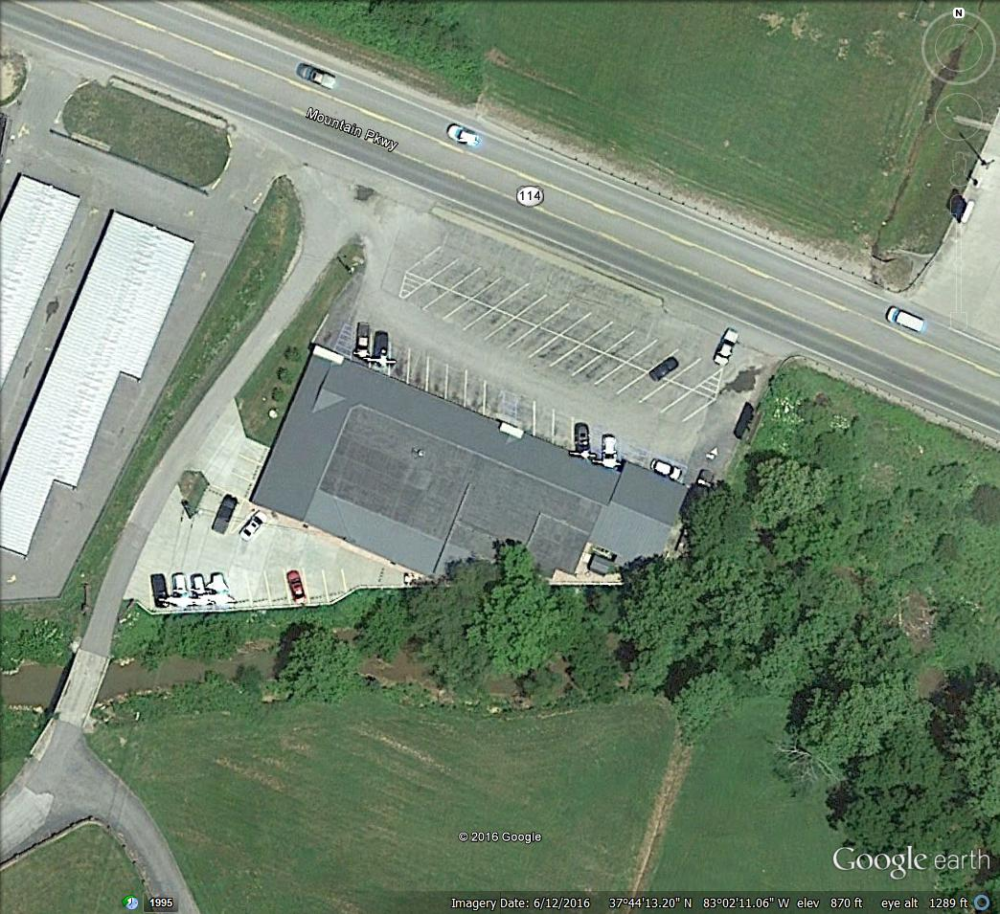 N
Mountain Pkwy
114
© 2016 Google
Google earth
1995
Imagery Date: 6/12/2016 37°44'13.20" N 83°02'11.06" W elev 870 ft eye alt 1289 ft